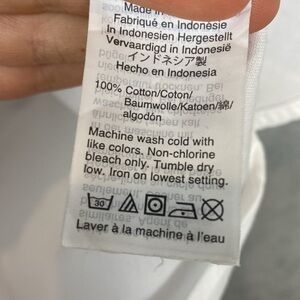 Made in
Fabriqué en Indonésie
In Indonesien Hergestellt
Vervaardigd in Indonesië
インドネシア製
Hecho en Indonesia
100% Cotton/Coton/
Baumwolle/Katoen/綿/
algodón
Machine wash cold with
like colors. Non-chlorine
bleach only. Tumble dry
low. Iron on lowest setting.
30
Laver à la machine à l'eau